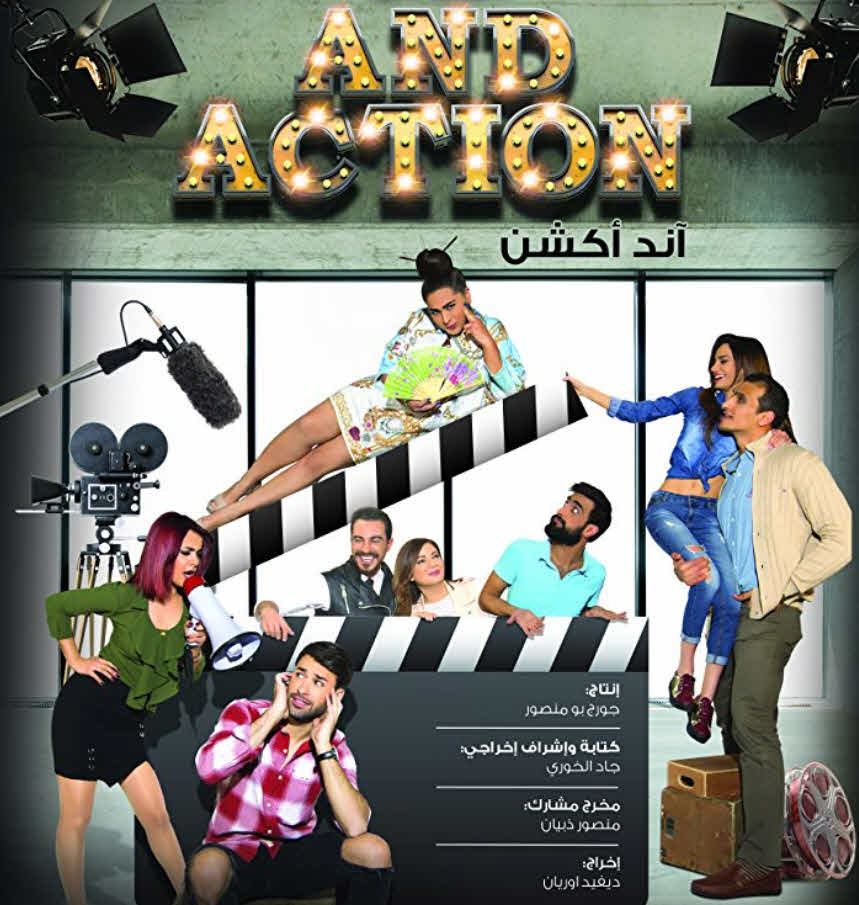 AND
ACTION
آند أكشن
إنتاج:
جورج بو منصور
كتابة وإشراف إخراجي:
جاد الخوري
مخرج مشارك:
منصور ذبيان
إخراج:
ديفيد اوريان